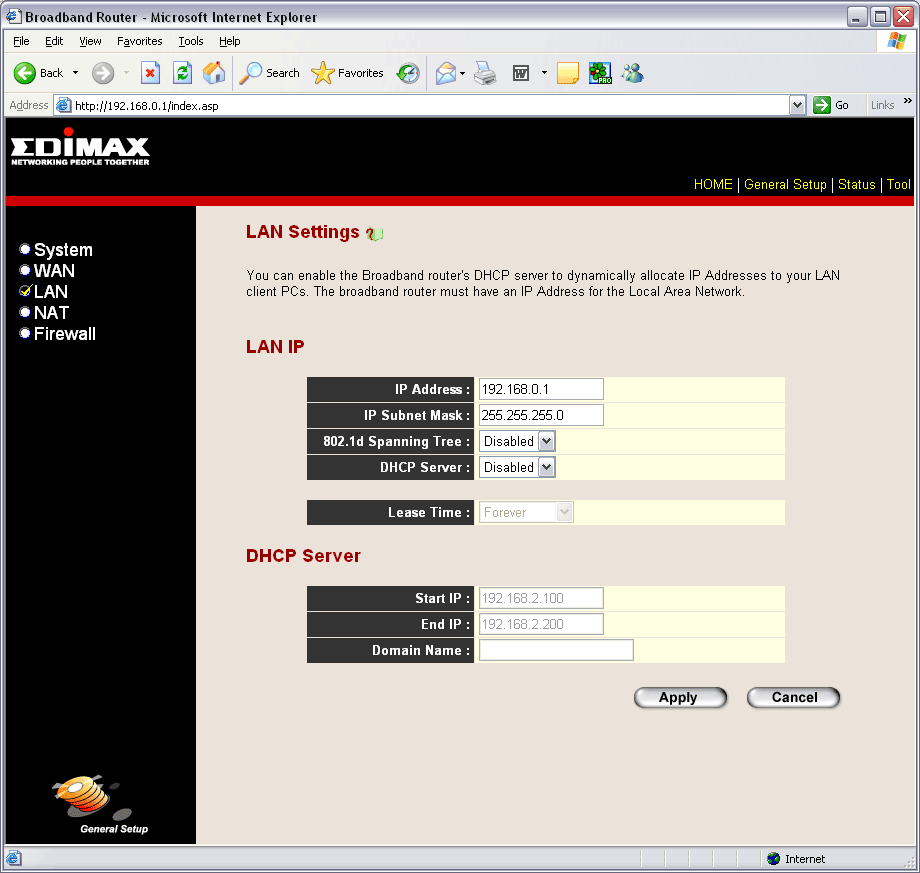 Broadband Router - Microsoft Internet Explorer
File Edit View Favorites Tools Help
Back Search Favorites PRO
Address http://192.168.0.1/index.asp Go Links »
EDIMAX
NETWORKING PEOPLE TOGETHER
HOME | General Setup | Status | Tool
System
WAN
LAN
NAT
Firewall
General Setup
LAN Settings
You can enable the Broadband router's DHCP server to dynamically allocate IP Addresses to your LAN
client PCs. The broadband router must have an IP Address for the Local Area Network.
LAN IP
IP Address : 192.168.0.1
IP Subnet Mask : 255.255.255.0
802.1d Spanning Tree : Disabled
DHCP Server : Disabled
Lease Time : Forever
DHCP Server
Start IP : 192.168.2.100
End IP : 192.168.2.200
Domain Name :
Apply Cancel
Internet